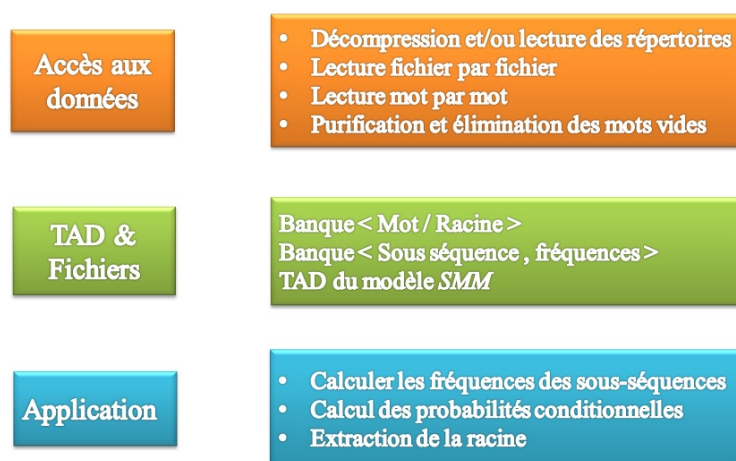 Accès aux
données
• Décompression et/ou lecture des répertoires
• Lecture fichier par fichier
• Lecture mot par mot
• Purification et élimination des mots vides
TAD &
Fichiers
Banque < Mot / Racine >
Banque < Sous séquence , fréquences >
TAD du modèle SMM
Application
• Calculer les fréquences des sous-séquences
• Calcul des probabilités conditionnelles
• Extraction de la racine